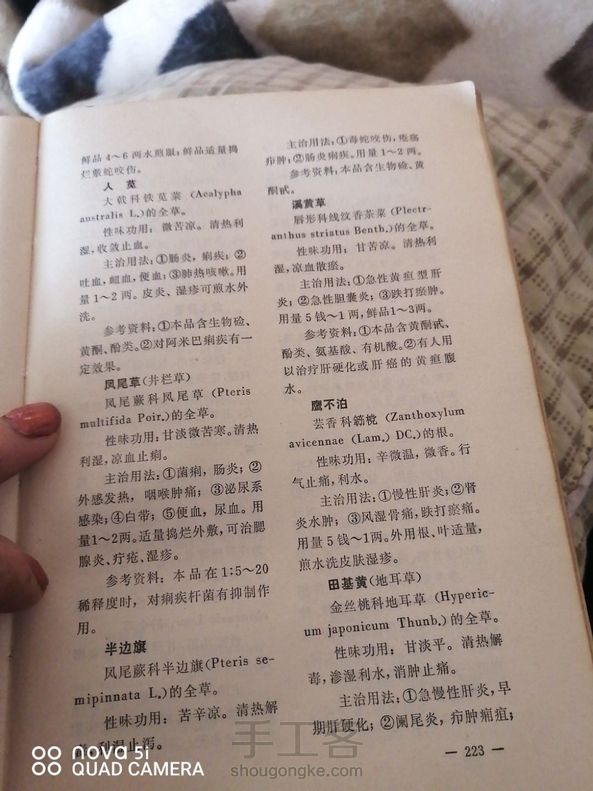 鲜品4～6两水煎服；鲜品适量捣
烂敷蛇咬伤。
人苋
大戟科铁苋菜 (Acalypha
australis L.)的全草。
性味功用：微苦凉。清热利
湿，收敛止血。
主治用法：①肠炎，痢疾；②
吐血，衄血，便血；③肺热咳嗽。用
量1～2两。皮炎、湿疹可煎水外
洗。
参考资料：①本品含生物硷、
黄酮、酚类。②对阿米巴痢疾有一
定效果。
凤尾草(井栏草)
凤尾蕨科凤尾草 (Pteris
multifida Poir.)的全草。
性味功用：甘淡微苦寒。清热
利湿，凉血止痢。
主治用法：①菌痢，肠炎；②
外感发热，咽喉肿痛；③泌尿系
感染；④白带；⑤便血，尿血。用
量1～2两。适量捣烂外敷，可治腮
腺炎、疔疮、湿疹。
参考资料：本品在1:5～20
稀释度时，对痢疾杆菌有抑制作
用。
半边旗
凤尾蕨科半边旗(Pteris se-
mipinnata L.)的全草。
性味功用：苦辛凉。清热解
利湿止泻。
主治用法：①毒蛇咬伤，疮疡
疖肿；②肠炎痢疾。用量1～2两。
参考资料：本品含生物硷、黄
酮甙。
溪黄草
唇形科线纹香茶菜 (Plectr-
anthus striatus Benth.)的全草。
性味功用：甘苦凉。清热利
湿，凉血散瘀。
主治用法：①急性黄疸型肝
炎；②急性胆囊炎；③跌打瘀肿。
用量5钱～1两，鲜品1～3两。
参考资料：①本品含黄酮甙、
酚类、氨基酸、有机酸。②有人用
以治疗肝硬化或肝癌的黄疸腹
水。
鹰不泊
芸香科簕欓 (Zanthoxylum
avicennae (Lam.) DC.)的根。
性味功用：辛微温，微香。行
气止痛，利水。
主治用法：①慢性肝炎；②肾
炎水肿；③风湿骨痛，跌打瘀痛。
用量5钱～1两。外用根、叶适量，
煎水洗皮肤湿疹。
田基黄(地耳草)
金丝桃科地耳草 (Hyperic-
um japonicum Thunb.)的全草。
性味功用：甘淡平。清热解
毒，渗湿利水，消肿止痛。
主治用法：①急慢性肝炎，早
期肝硬化；②阑尾炎，疖肿痈疽；
— 223 —
nova 5i
QUAD CAMERA
手工客
shougongke.com